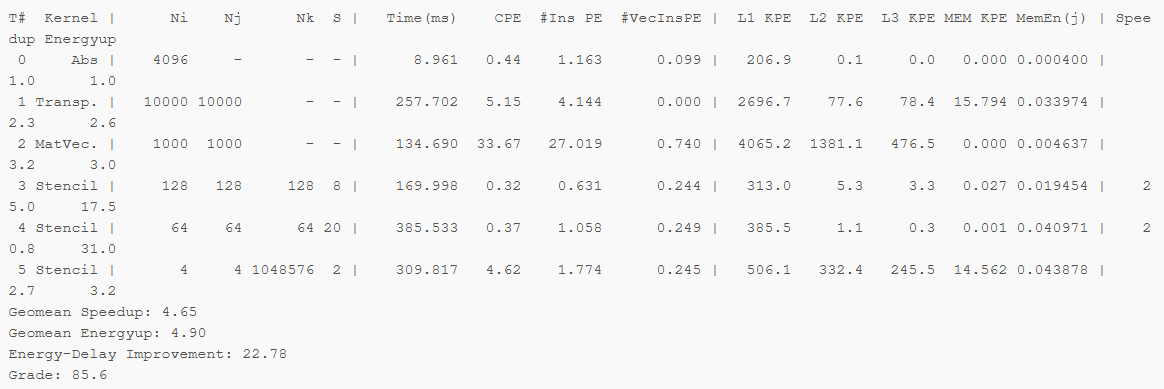 T# Kernel | Ni Nj Nk S | Time(ms) CPE #Ins PE #VecInsPE | L1 KPE L2 KPE L3 KPE MEM KPE MemEn(j) | Spee
dup Energyup
0 Abs | 4096 - - - | 8.961 0.44 1.163 0.099 | 206.9 0.1 0.0 0.000 0.000400 |
1.0 1.0
1 Transp. | 10000 10000 - - | 257.702 5.15 4.144 0.000 | 2696.7 77.6 78.4 15.794 0.033974 |
2.3 2.6
2 MatVec. | 1000 1000 - - | 134.690 33.67 27.019 0.740 | 4065.2 1381.1 476.5 0.000 0.004637 |
3.2 3.0
3 Stencil | 128 128 128 8 | 169.998 0.32 0.631 0.244 | 313.0 5.3 3.3 0.027 0.019454 | 2
5.0 17.5
4 Stencil | 64 64 64 20 | 385.533 0.37 1.058 0.249 | 385.5 1.1 0.3 0.001 0.040971 | 2
0.8 31.0
5 Stencil | 4 4 1048576 2 | 309.817 4.62 1.774 0.245 | 506.1 332.4 245.5 14.562 0.043878 |
2.7 3.2
Geomean Speedup: 4.65
Geomean Energyup: 4.90
Energy-Delay Improvement: 22.78
Grade: 85.6